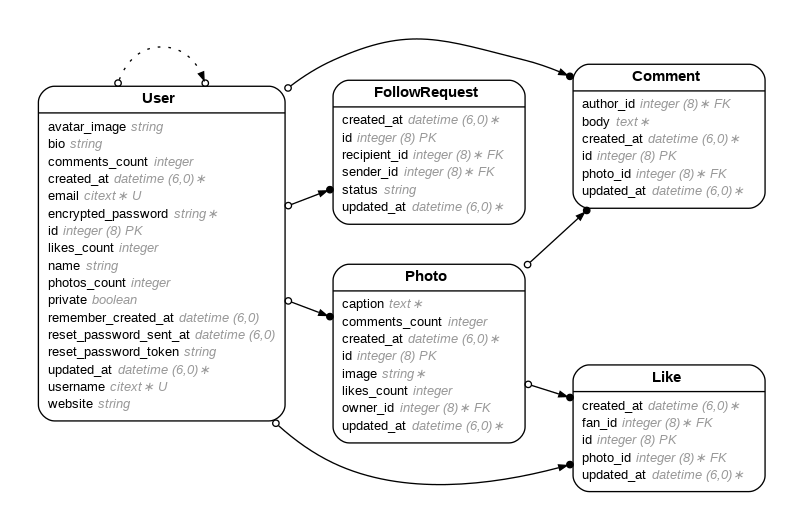 User
avatar_image string
bio string
comments_count integer
created_at datetime (6,0)∗
email citext∗ U
encrypted_password string∗
id integer (8) PK
likes_count integer
name string
photos_count integer
private boolean
remember_created_at datetime (6,0)
reset_password_sent_at datetime (6,0)
reset_password_token string
updated_at datetime (6,0)∗
username citext∗ U
website string
FollowRequest
created_at datetime (6,0)∗
id integer (8) PK
recipient_id integer (8)∗ FK
sender_id integer (8)∗ FK
status string
updated_at datetime (6,0)∗
Photo
caption text∗
comments_count integer
created_at datetime (6,0)∗
id integer (8) PK
image string∗
likes_count integer
owner_id integer (8)∗ FK
updated_at datetime (6,0)∗
Comment
author_id integer (8)∗ FK
body text∗
created_at datetime (6,0)∗
id integer (8) PK
photo_id integer (8)∗ FK
updated_at datetime (6,0)∗
Like
created_at datetime (6,0)∗
fan_id integer (8)∗ FK
id integer (8) PK
photo_id integer (8)∗ FK
updated_at datetime (6,0)∗